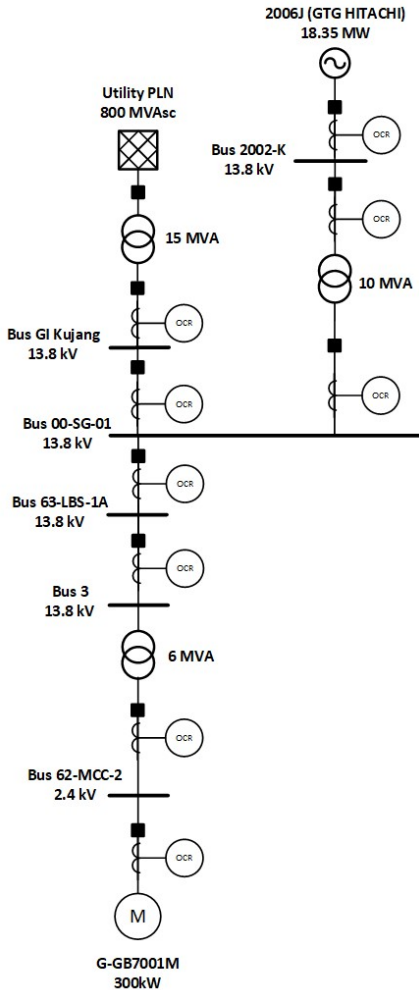 2006J (GTG HITACHI)
18.35 MW
Utility PLN
800 MVAsc
OCR
Bus 2002-K
13.8 kV
OCR
15 MVA
10 MVA
OCR
Bus GI Kujang
13.8 kV
OCR
OCR
Bus 00-SG-01
13.8 kV
OCR
Bus 63-LBS-1A
13.8 kV
OCR
Bus 3
13.8 kV
6 MVA
OCR
Bus 62-MCC-2
2.4 kV
OCR
M
G-GB7001M
300kW